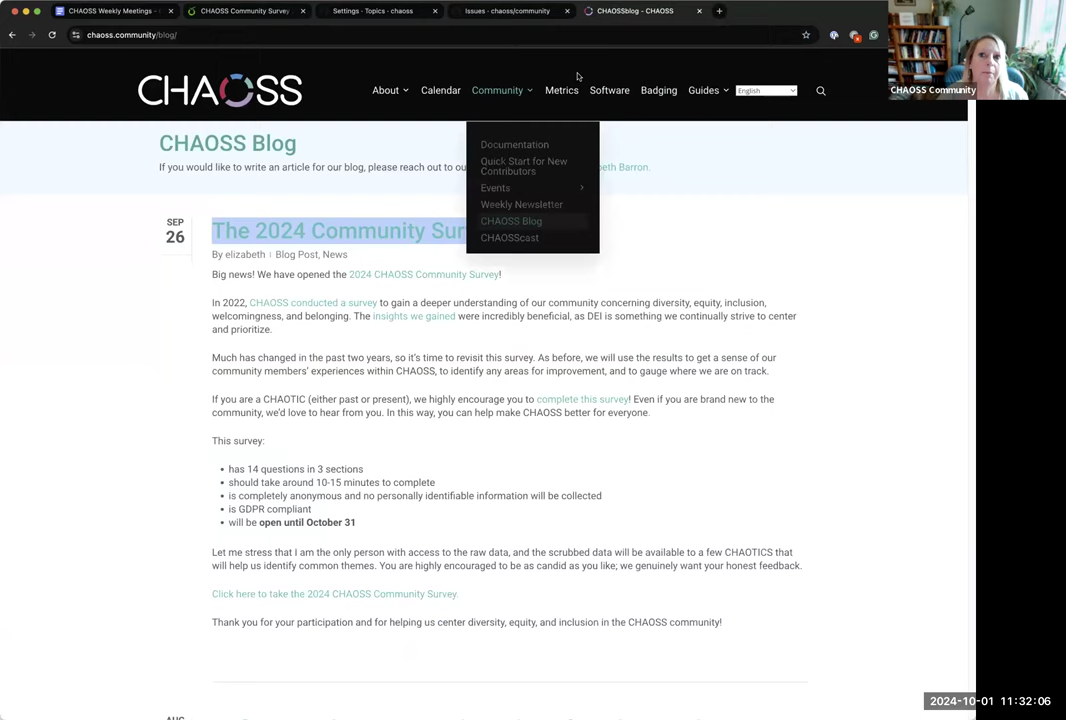 CHAOSS Weekly Meetings -
CHAOSS Community Survey
Settings · Topics · chaoss
Issues · chaoss/community
CHAOSSblog - CHAOSS
chaoss.community/blog/
CHAOSS
About
Calendar
Community
Metrics
Software
Badging
Guides
English
CHAOSS Community
Documentation
Quick Start for New
Contributors
Events
Weekly Newsletter
CHAOSS Blog
CHAOSScast
CHAOSS Blog
If you would like to write an article for our blog, please reach out to beth Barron.
SEP
26
The 2024 Community Sur
By elizabeth | Blog Post, News
Big news! We have opened the 2024 CHAOSS Community Survey!
In 2022, CHAOSS conducted a survey to gain a deeper understanding of our community concerning diversity, equity, inclusion,
welcomingness, and belonging. The insights we gained were incredibly beneficial, as DEI is something we continually strive to center
and prioritize.
Much has changed in the past two years, so it's time to revisit this survey. As before, we will use the results to get a sense of our
community members' experiences within CHAOSS, to identify any areas for improvement, and to gauge where we are on track.
If you are a CHAOTIC (either past or present), we highly encourage you to complete this survey! Even if you are brand new to the
community, we'd love to hear from you. In this way, you can help make CHAOSS better for everyone.
This survey:
• has 14 questions in 3 sections
• should take around 10-15 minutes to complete
• is completely anonymous and no personally identifiable information will be collected
• is GDPR compliant
• will be open until October 31
Let me stress that I am the only person with access to the raw data, and the scrubbed data will be available to a few CHAOTICS that
will help us identify common themes. You are highly encouraged to be as candid as you like; we genuinely want your honest feedback.
Click here to take the 2024 CHAOSS Community Survey.
Thank you for your participation and for helping us center diversity, equity, and inclusion in the CHAOSS community!
AUG
2024-10-01 11:32:06